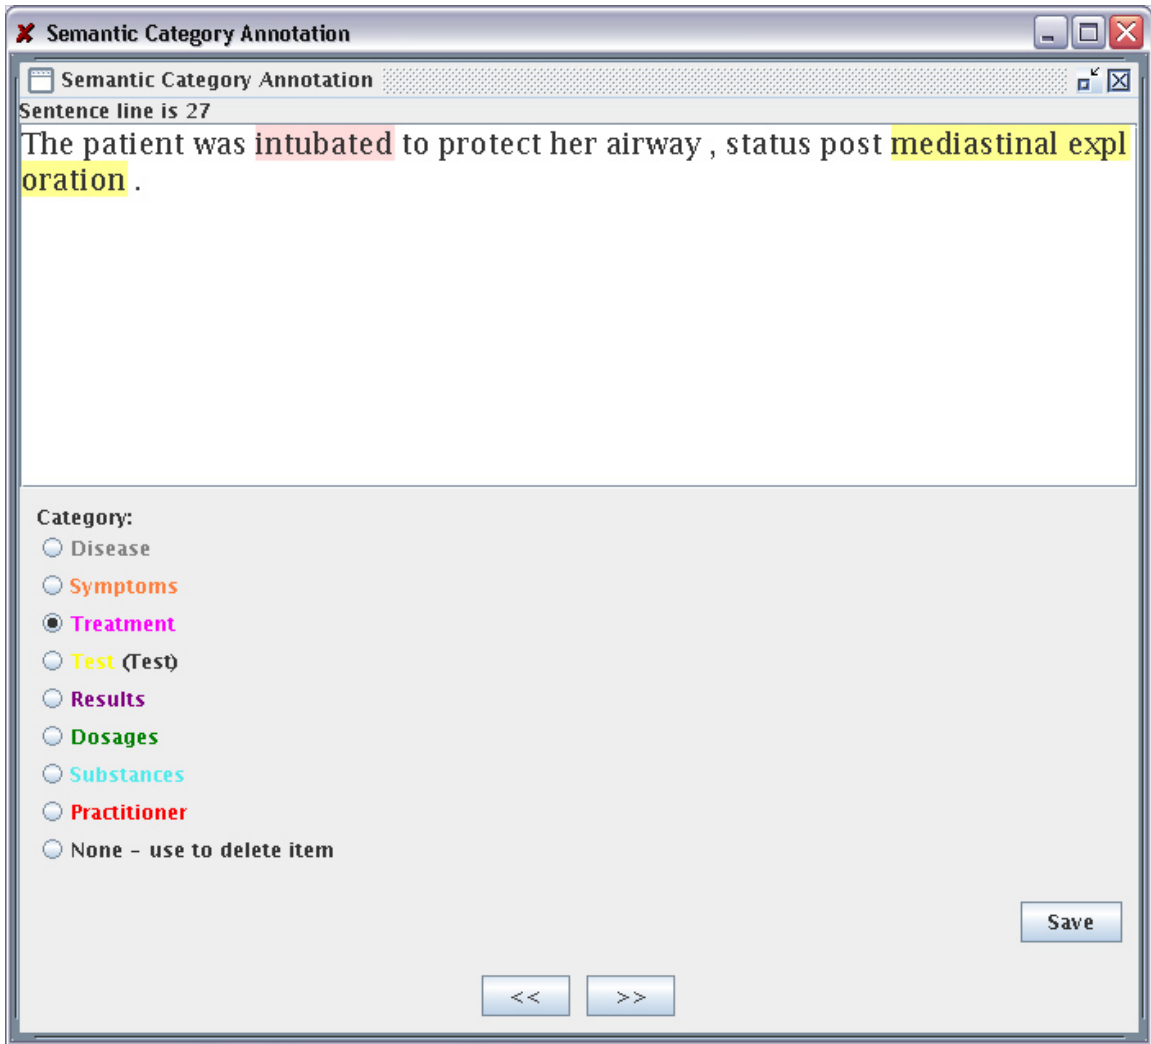 Semantic Category Annotation
Semantic Category Annotation
Sentence line is 27
The patient was intubated to protect her airway , status post mediastinal expl
oration .
Category:
Disease
Symptoms
Treatment
Test (Test)
Results
Dosages
Substances
Practitioner
None - use to delete item
Save
<< >>